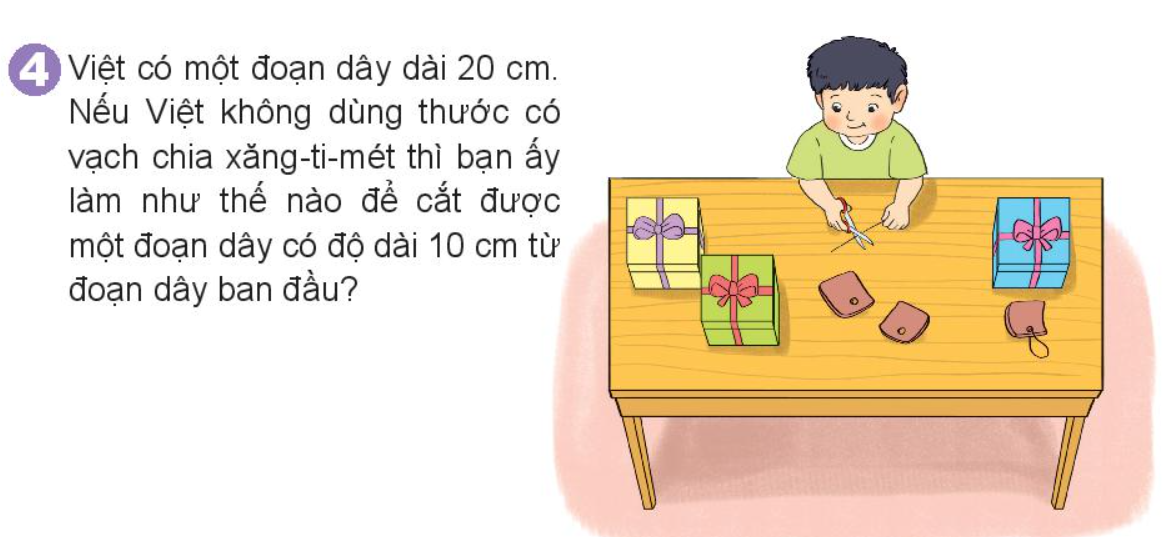 4 Việt có một đoạn dây dài 20 cm.
Nếu Việt không dùng thước có
vạch chia xăng-ti-mét thì bạn ấy
làm như thế nào để cắt được
một đoạn dây có độ dài 10 cm từ
đoạn dây ban đầu?